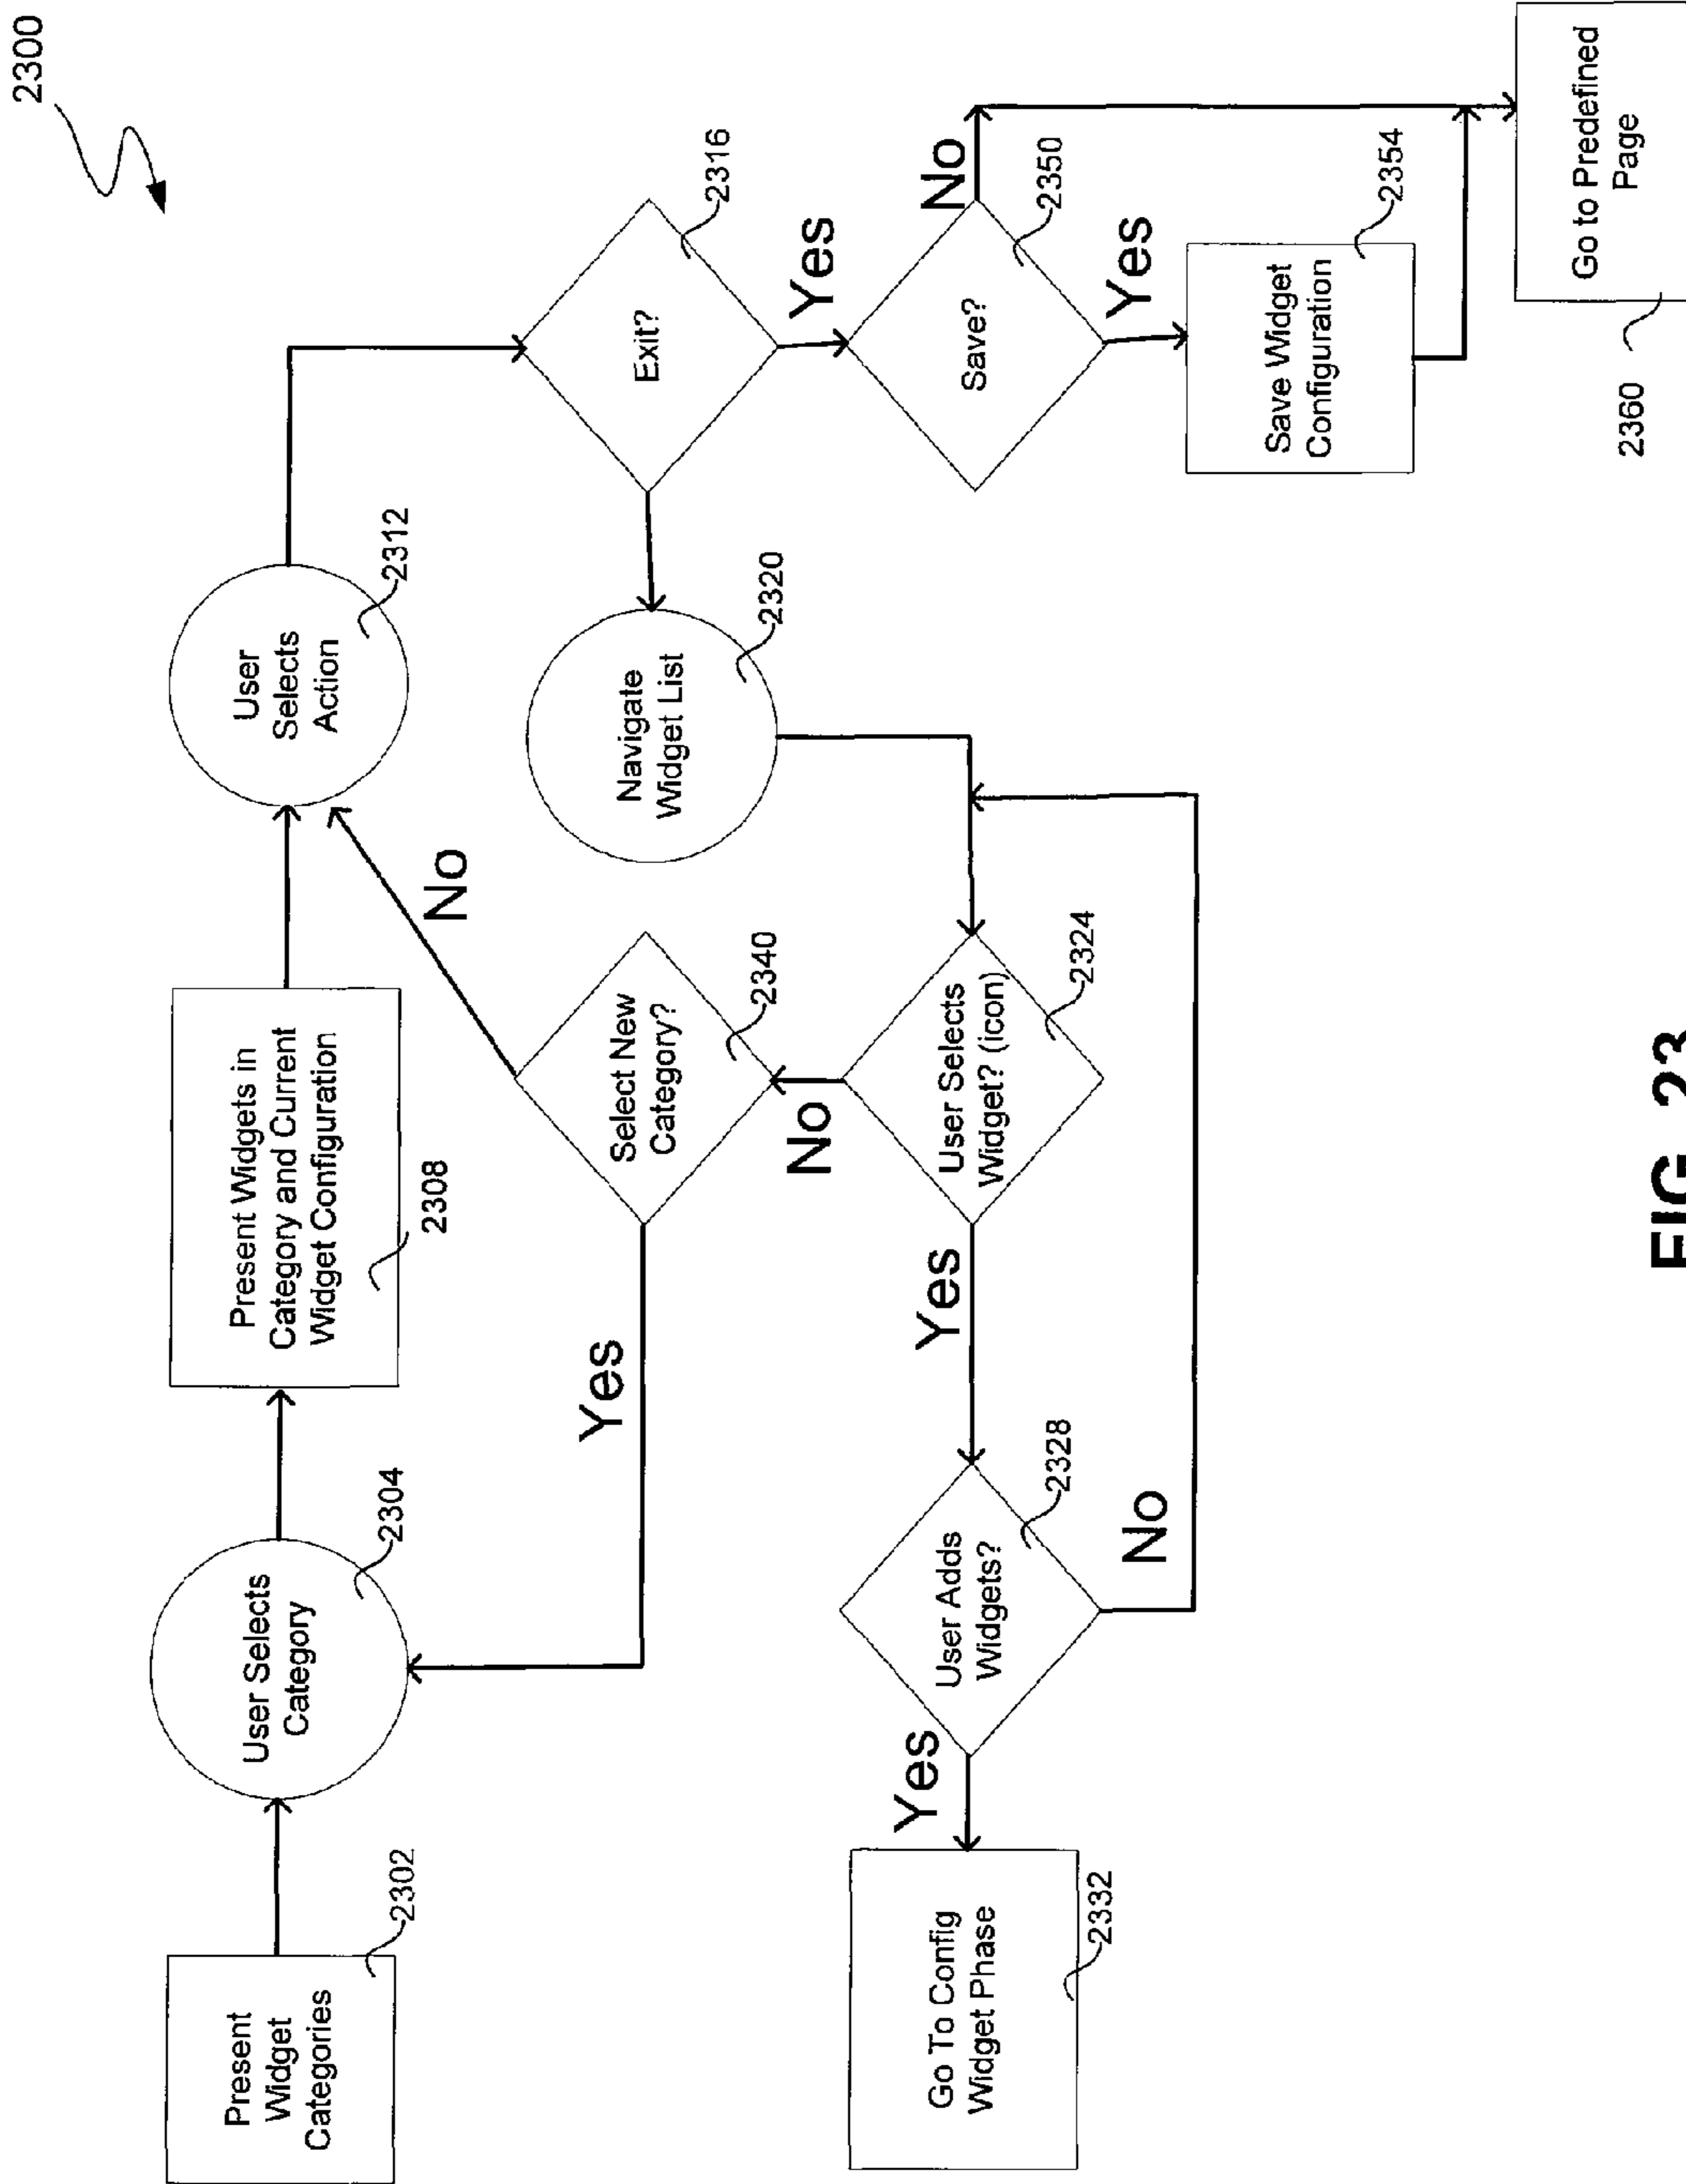 2300
Present
Widget
Categories
2302
User Selects
Category
2304
Present Widgets in
Category and Current
Widget Configuration
2308
User
Selects
Action
2312
Exit?
2316
Yes
Navigate
Widget List
2320
No
Select New
Category?
2340
Yes
No
User Selects
Widget? (icon)
2324
Yes
User Adds
Widgets?
2328
No
Yes
Go To Config
Widget Phase
2332
Save?
2350
No
Yes
Save Widget
Configuration
2354
Go to Predefined
Page
2360
FIG. 23